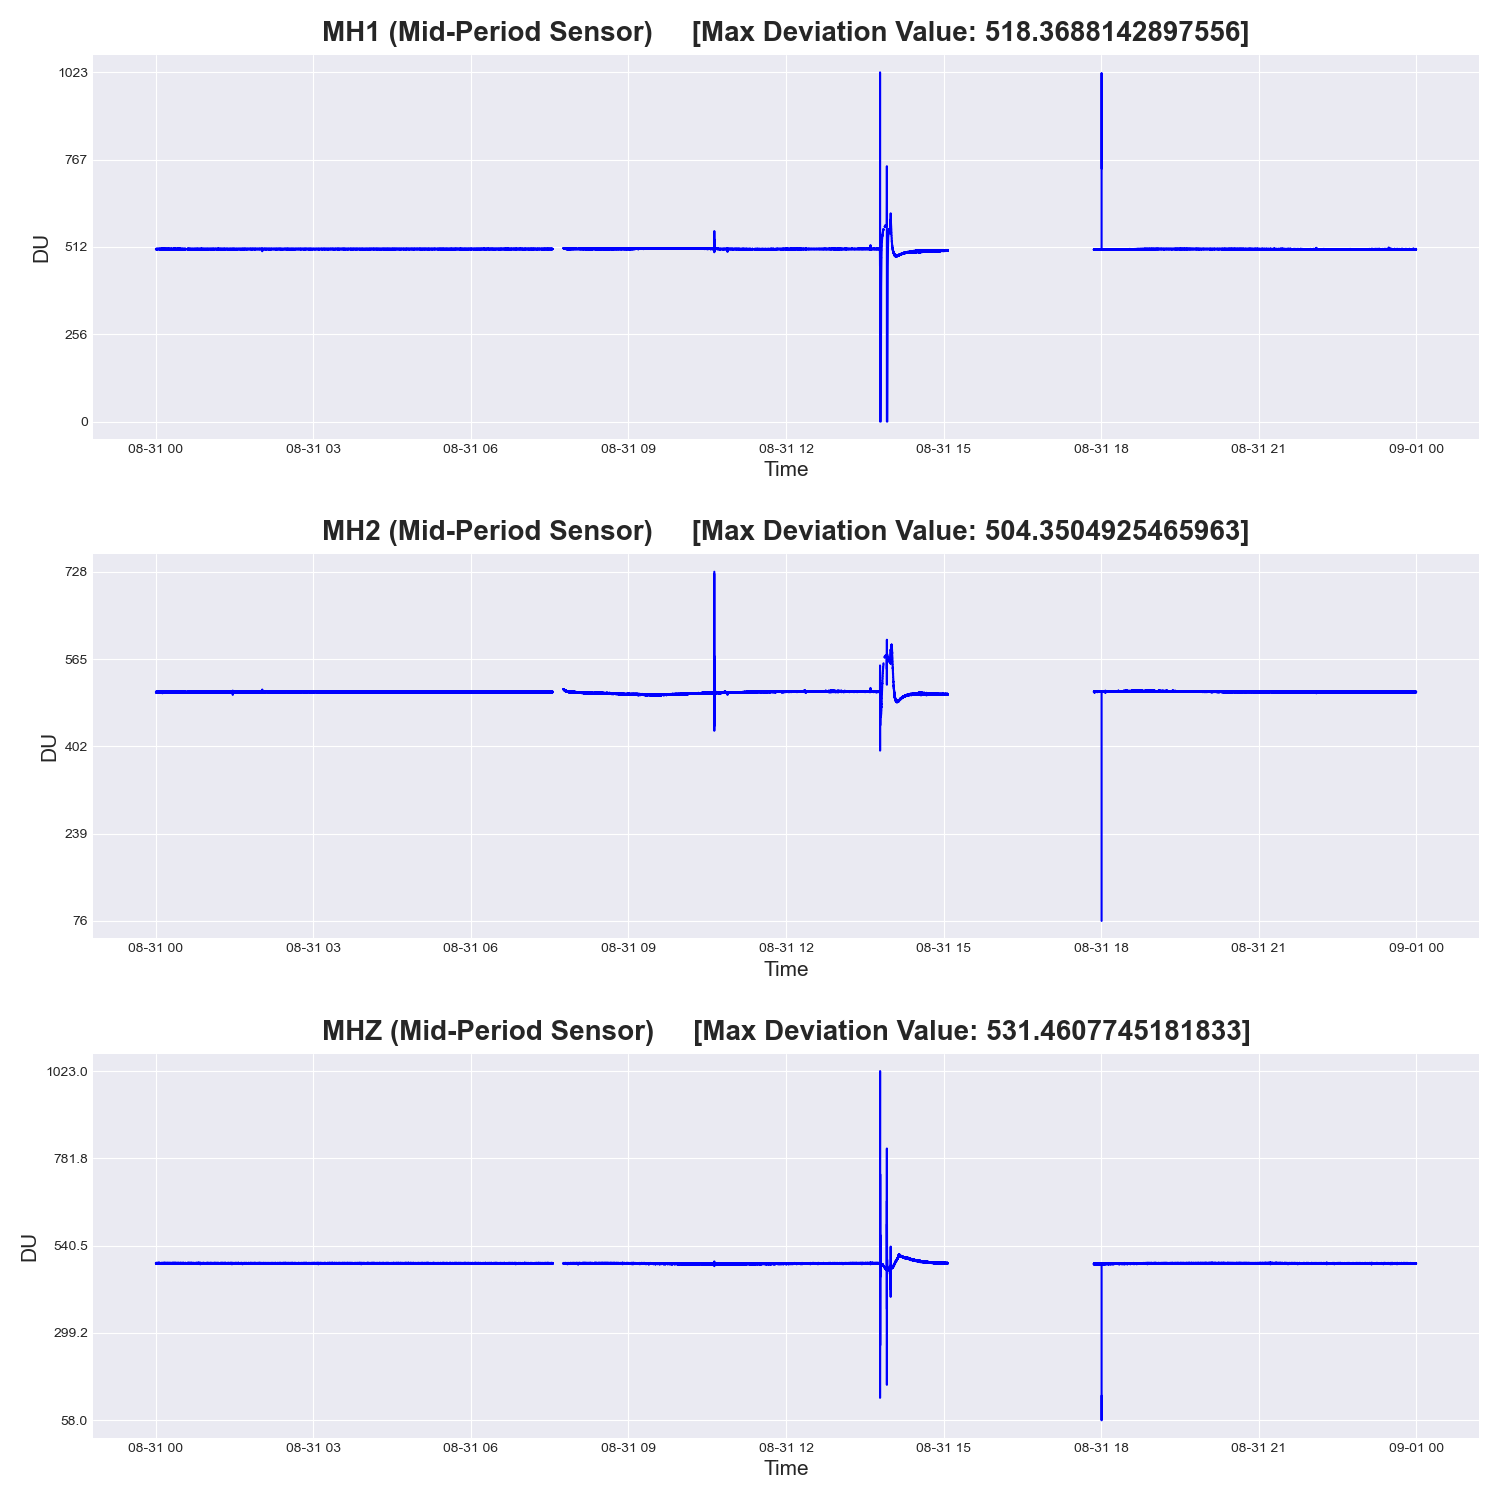 MH1 (Mid-Period Sensor) [Max Deviation Value: 518.3688142897556]
1023
767
512
256
0
DU
08-31 00 08-31 03 08-31 06 08-31 09 08-31 12 08-31 15 08-31 18 08-31 21 09-01 00
Time
MH2 (Mid-Period Sensor) [Max Deviation Value: 504.3504925465963]
728
565
402
239
76
DU
08-31 00 08-31 03 08-31 06 08-31 09 08-31 12 08-31 15 08-31 18 08-31 21 09-01 00
Time
MHZ (Mid-Period Sensor) [Max Deviation Value: 531.4607745181833]
1023.0
781.8
540.5
299.2
58.0
DU
08-31 00 08-31 03 08-31 06 08-31 09 08-31 12 08-31 15 08-31 18 08-31 21 09-01 00
Time